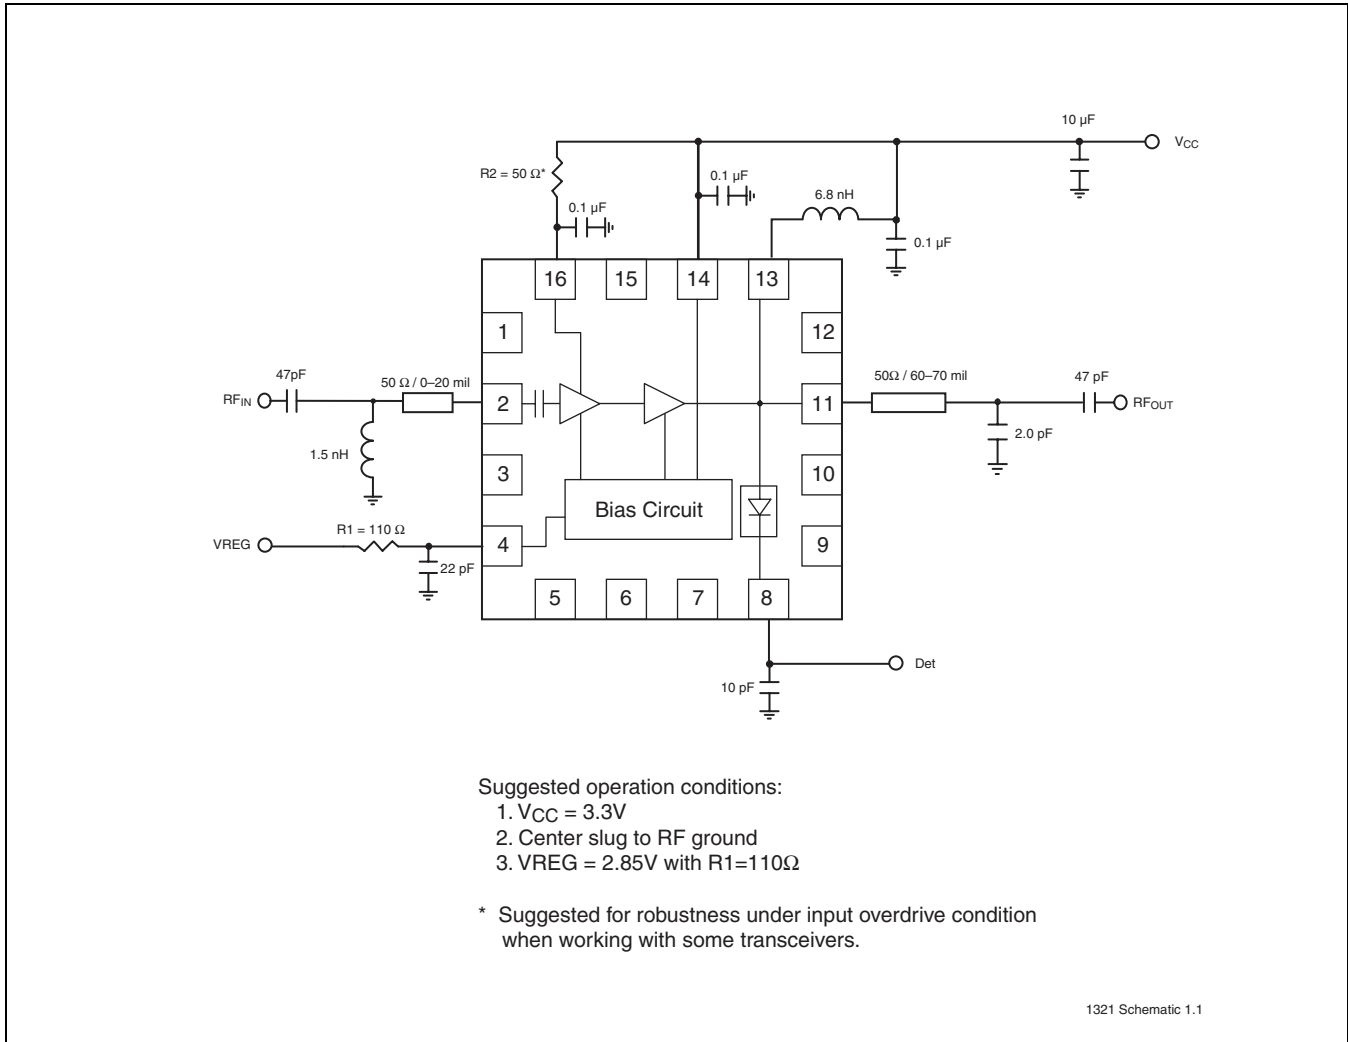 10 µF
VCC
R2 = 50 Ω*
0.1 µF
0.1 µF
6.8 nH
0.1 µF
16
15
14
13
1
12
47pF
50 Ω / 0–20 mil
50Ω / 60–70 mil
47 pF
RFIN
2
11
RFOUT
2.0 pF
1.5 nH
3
10
Bias Circuit
R1 = 110 Ω
VREG
4
9
22 pF
5
6
7
8
Det
10 pF
Suggested operation conditions:
1. VCC = 3.3V
2. Center slug to RF ground
3. VREG = 2.85V with R1=110Ω
* Suggested for robustness under input overdrive condition
when working with some transceivers.
1321 Schematic 1.1